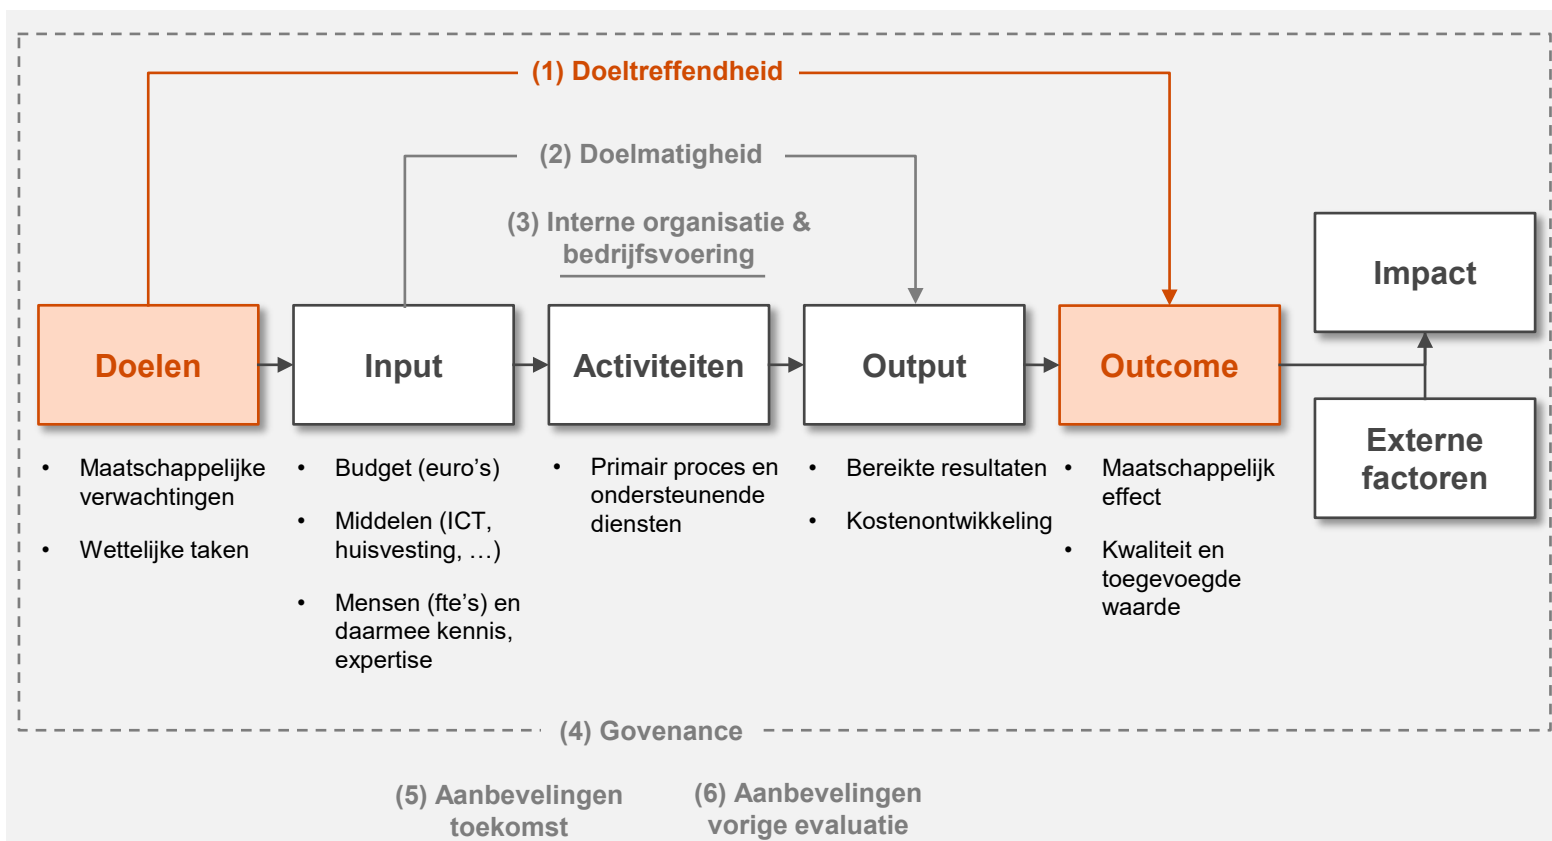 (1) Doeltreffendheid
(2) Doelmatigheid
(3) Interne organisatie &
bedrijfsvoering
Doelen
Input
Activiteiten
Output
Outcome
Impact
Externe
factoren
• Maatschappelijke
verwachtingen
• Wettelijke taken
• Budget (euro’s)
• Middelen (ICT,
huisvesting, …)
• Mensen (fte’s) en
daarmee kennis,
expertise
• Primair proces en
ondersteunende
diensten
• Bereikte resultaten
• Kostenontwikkeling
• Maatschappelijk
effect
• Kwaliteit en
toegevoegde
waarde
(4) Govenance
(5) Aanbevelingen
toekomst
(6) Aanbevelingen
vorige evaluatie